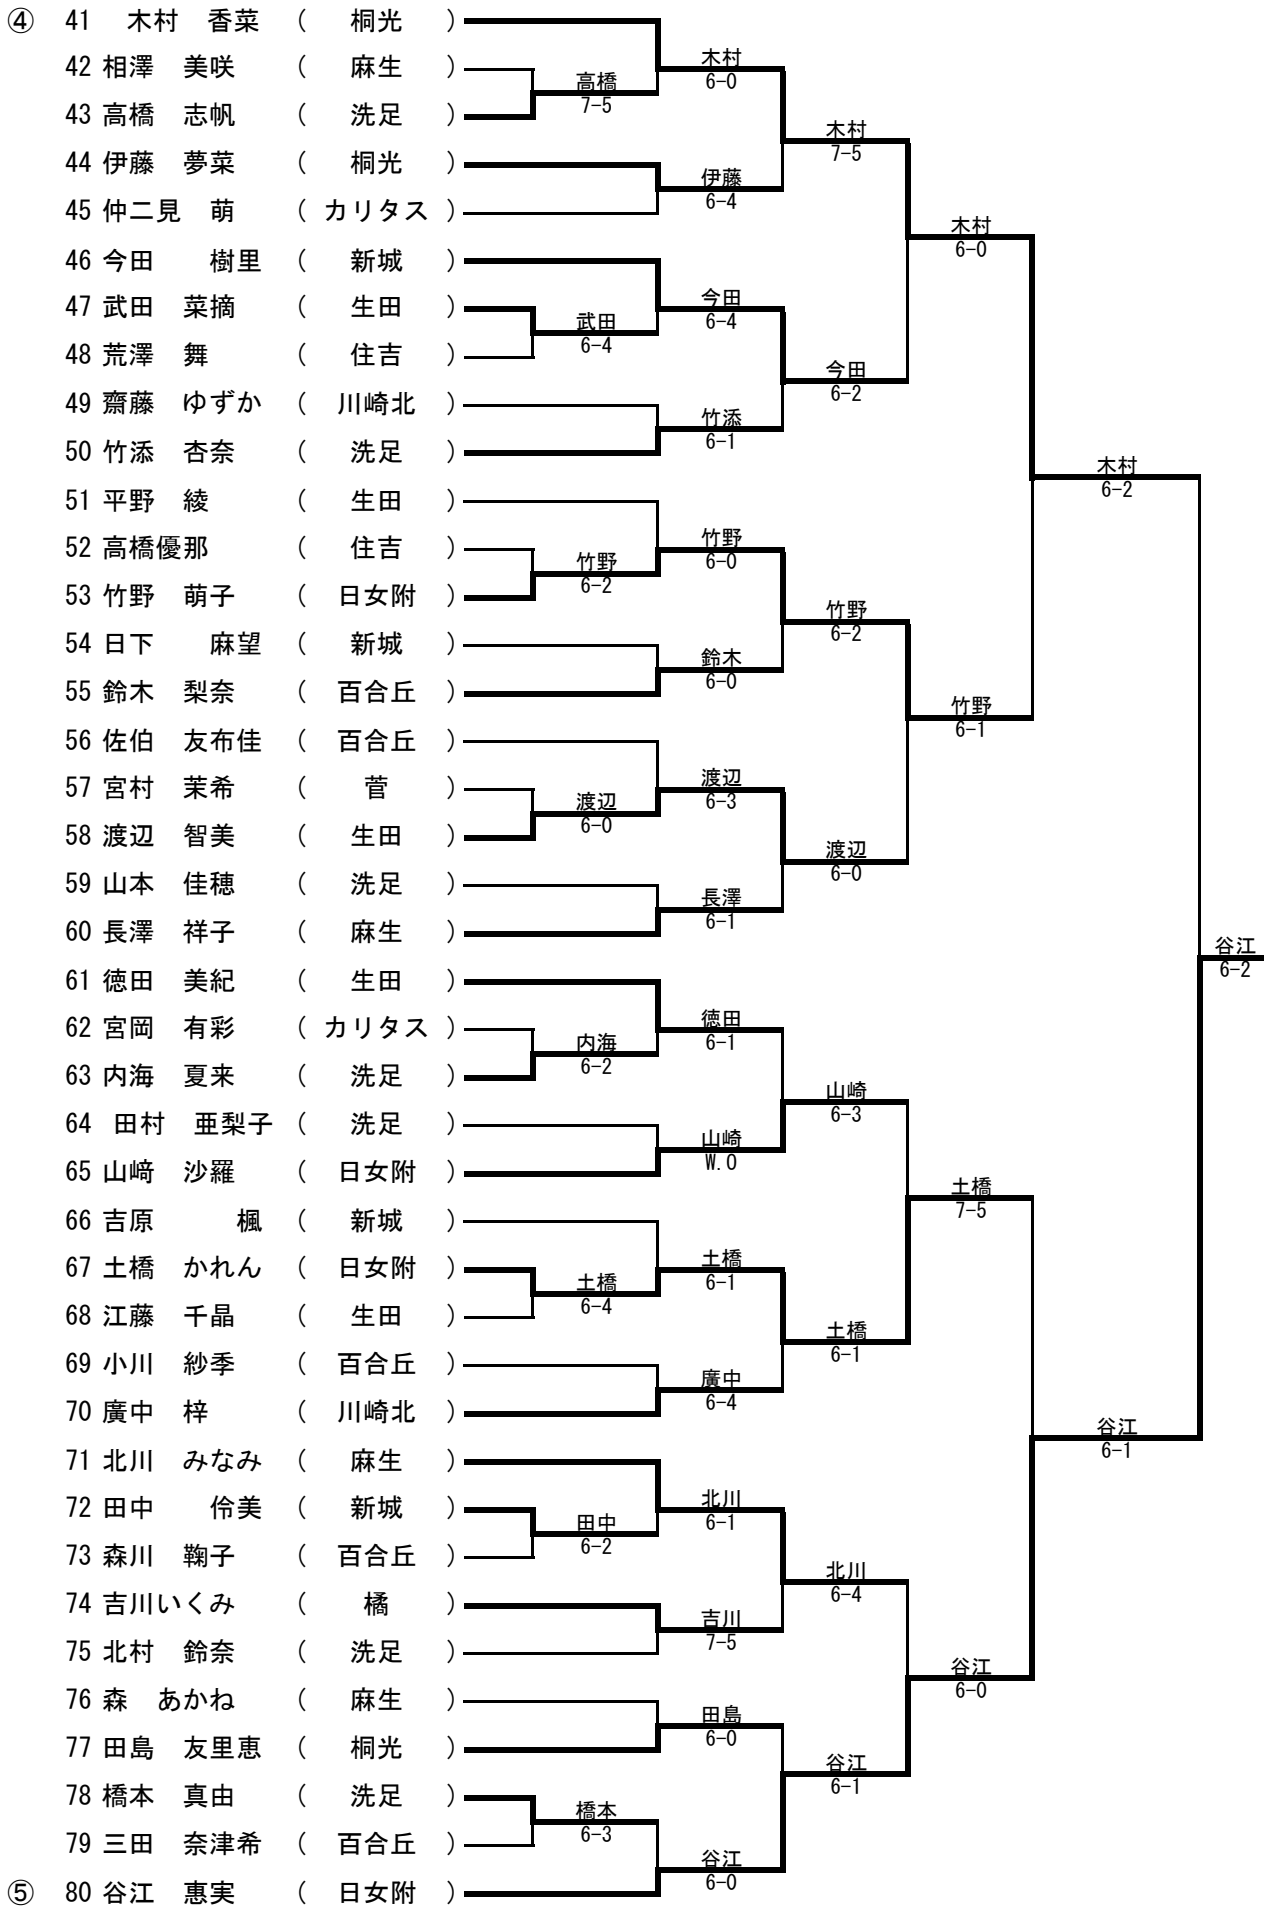 ④ 41 木村 香菜 ( 桐光 )
42 相澤 美咲 ( 麻生 )
43 高橋 志帆 ( 洗足 )
44 伊藤 夢菜 ( 桐光 )
45 仲二見 萌 ( カリタス )
46 今田 樹里 ( 新城 )
47 武田 菜摘 ( 生田 )
48 荒澤 舞 ( 住吉 )
49 齋藤 ゆずか ( 川崎北 )
50 竹添 杏奈 ( 洗足 )
51 平野 綾 ( 生田 )
52 高橋優那 ( 住吉 )
53 竹野 萌子 ( 日女附 )
54 日下 麻望 ( 新城 )
55 鈴木 梨奈 ( 百合丘 )
56 佐伯 友布佳 ( 百合丘 )
57 宮村 茉希 ( 菅 )
58 渡辺 智美 ( 生田 )
59 山本 佳穂 ( 洗足 )
60 長澤 祥子 ( 麻生 )
61 徳田 美紀 ( 生田 )
62 宮岡 有彩 ( カリタス )
63 内海 夏来 ( 洗足 )
64 田村 亜梨子 ( 洗足 )
65 山﨑 沙羅 ( 日女附 )
66 吉原 楓 ( 新城 )
67 土橋 かれん ( 日女附 )
68 江藤 千晶 ( 生田 )
69 小川 紗季 ( 百合丘 )
70 廣中 梓 ( 川崎北 )
71 北川 みなみ ( 麻生 )
72 田中 伶美 ( 新城 )
73 森川 鞠子 ( 百合丘 )
74 吉川いくみ ( 橘 )
75 北村 鈴奈 ( 洗足 )
76 森 あかね ( 麻生 )
77 田島 友里恵 ( 桐光 )
78 橋本 真由 ( 洗足 )
79 三田 奈津希 ( 百合丘 )
⑤ 80 谷江 惠実 ( 日女附 )
高橋
7-5
武田
6-4
竹野
6-2
渡辺
6-0
内海
6-2
土橋
6-4
田中
6-2
橋本
6-3
木村
6-0
伊藤
6-4
今田
6-4
竹添
6-1
竹野
6-0
鈴木
6-0
渡辺
6-3
長澤
6-1
徳田
6-1
山崎
W.O
土橋
6-1
廣中
6-4
北川
6-1
吉川
7-5
田島
6-0
谷江
6-0
木村
7-5
今田
6-2
竹野
6-2
渡辺
6-0
山崎
6-3
土橋
6-1
北川
6-4
谷江
6-1
木村
6-0
竹野
6-1
土橋
7-5
谷江
6-0
木村
6-2
谷江
6-1
谷江
6-2